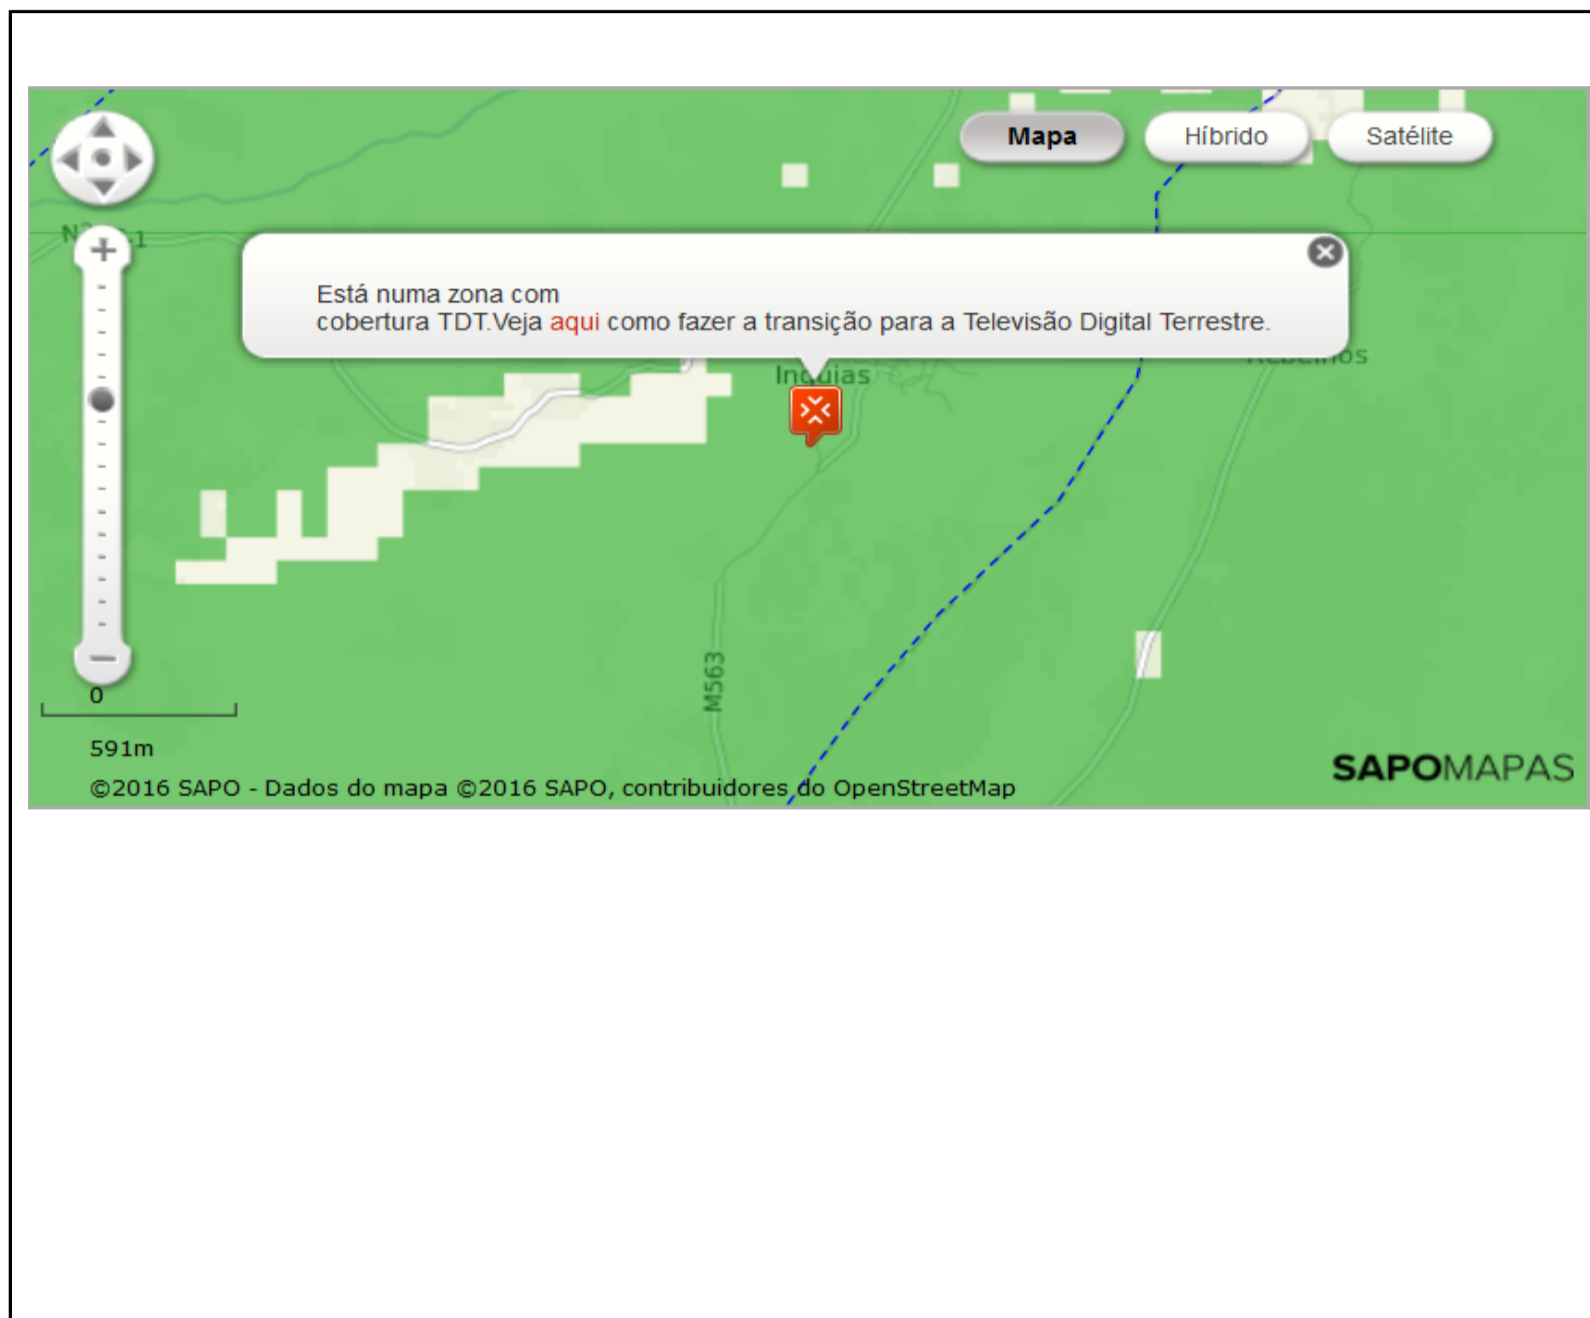 Mapa
Híbrido
Satélite
Está numa zona com
cobertura TDT.Veja aqui como fazer a transição para a Televisão Digital Terrestre.
Inguias
M563
0
591m
SAPOMAPAS
©2016 SAPO - Dados do mapa ©2016 SAPO, contribuidores do OpenStreetMap